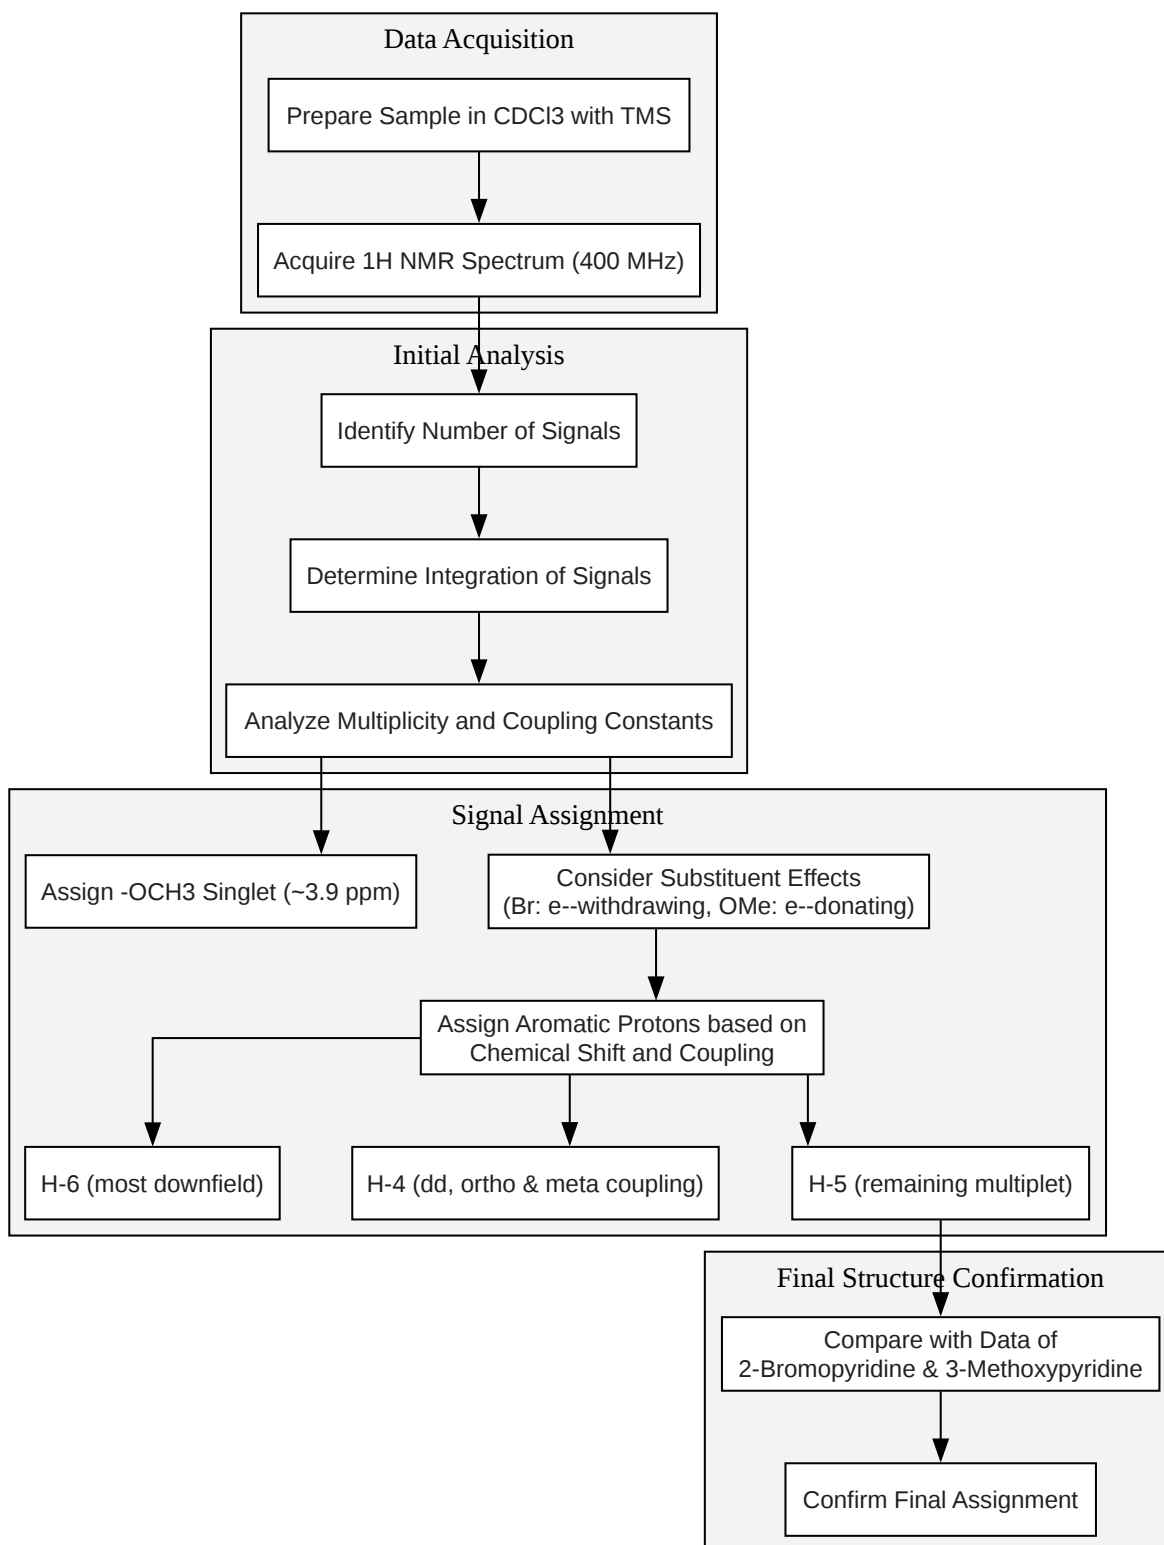 Data Acquisition
Prepare Sample in CDCl3 with TMS
Acquire 1H NMR Spectrum (400 MHz)
Initial Analysis
Identify Number of Signals
Determine Integration of Signals
Analyze Multiplicity and Coupling Constants
Signal Assignment
Assign -OCH3 Singlet (~3.9 ppm)
Consider Substituent Effects
(Br: e--withdrawing, OMe: e--donating)
Assign Aromatic Protons based on
Chemical Shift and Coupling
H-6 (most downfield)
H-4 (dd, ortho & meta coupling)
H-5 (remaining multiplet)
Final Structure Confirmation
Compare with Data of
2-Bromopyridine & 3-Methoxypyridine
Confirm Final Assignment